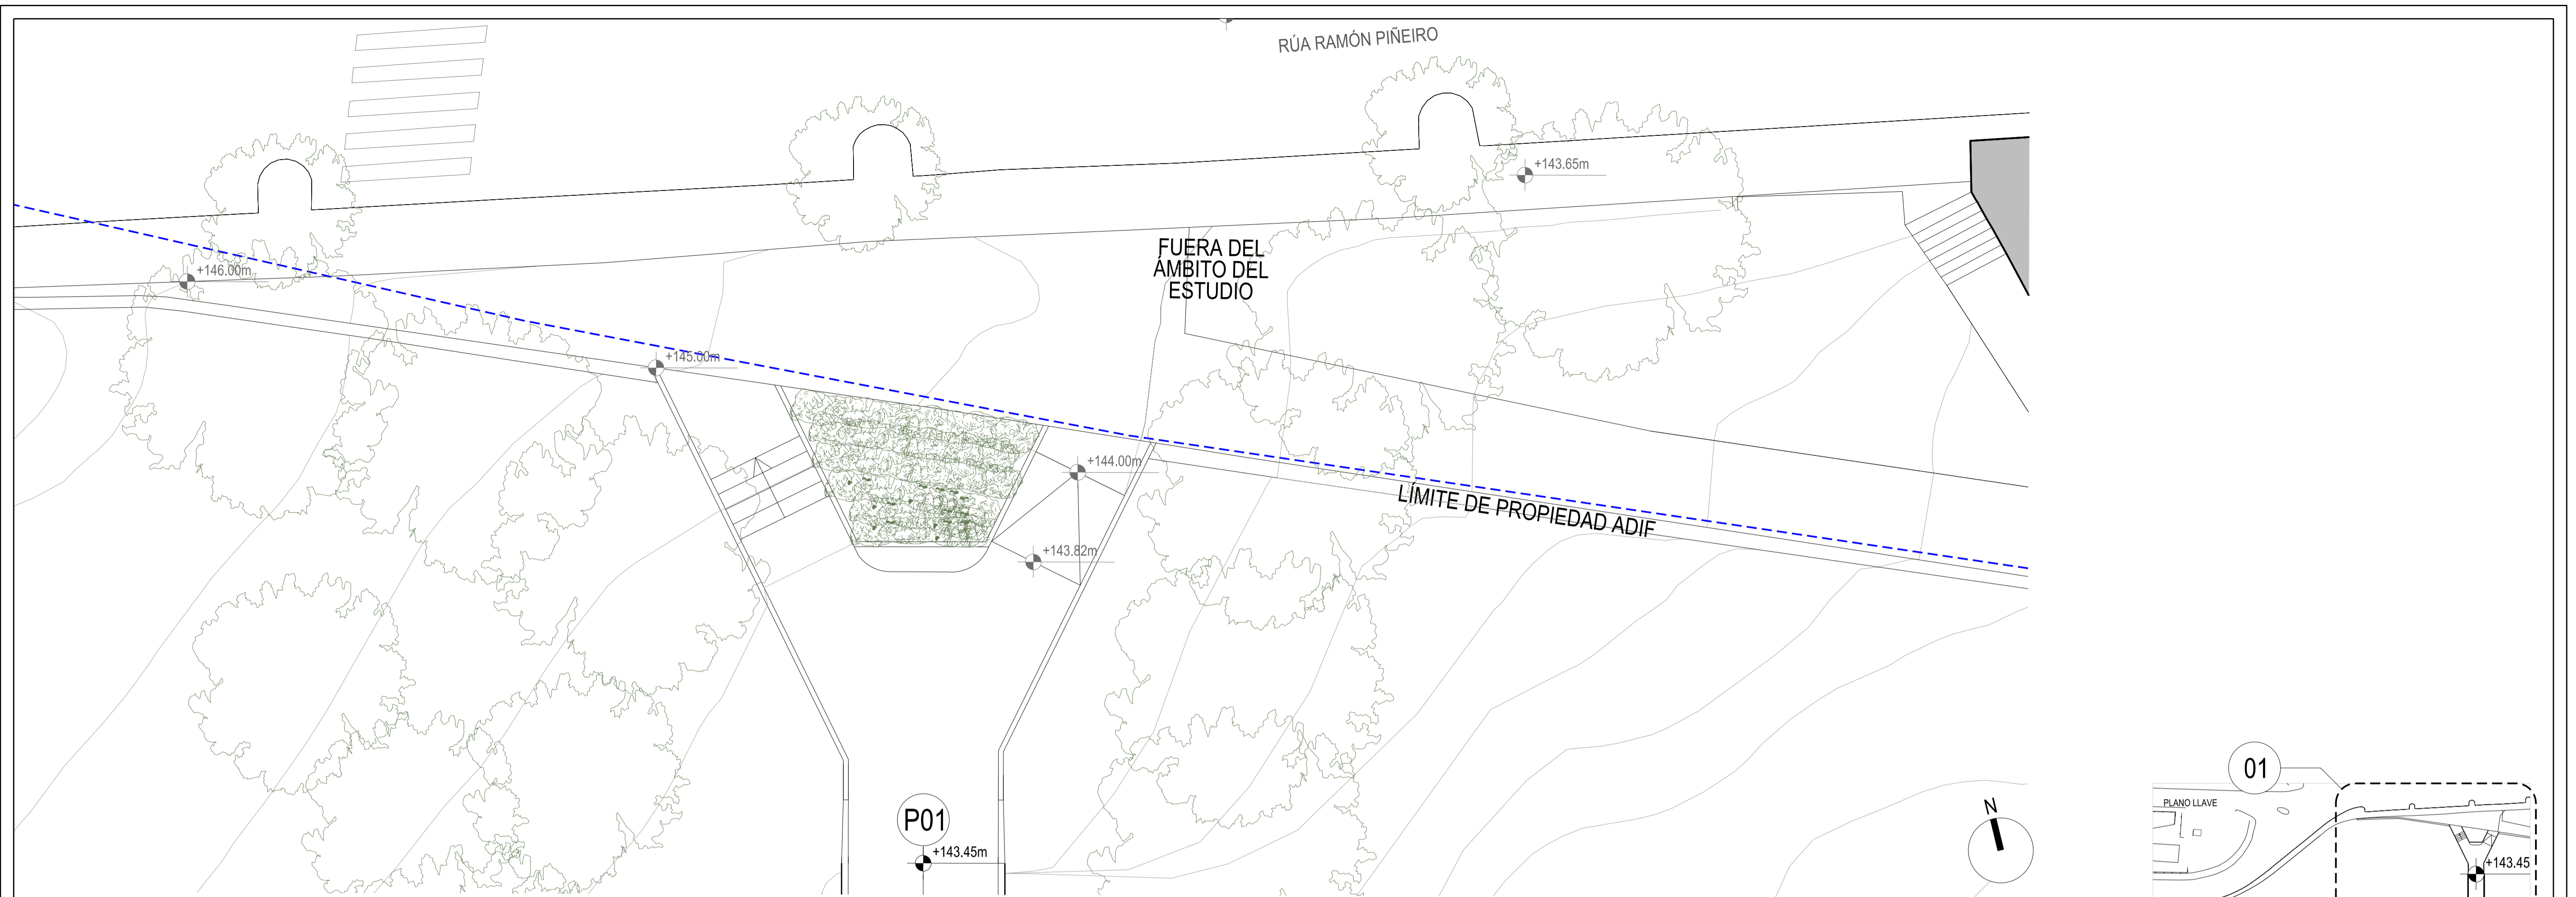 RÚA RAMÓN PIÑEIRO
+143.65m
FUERA DEL
ÁMBITO DEL
ESTUDIO
+146.00m
+145.00m
+144.00m
LÍMITE DE PROPIEDAD ADIF
+143.82m
01
N
PLANO LLAVE
P01
+143.45m
+143.45